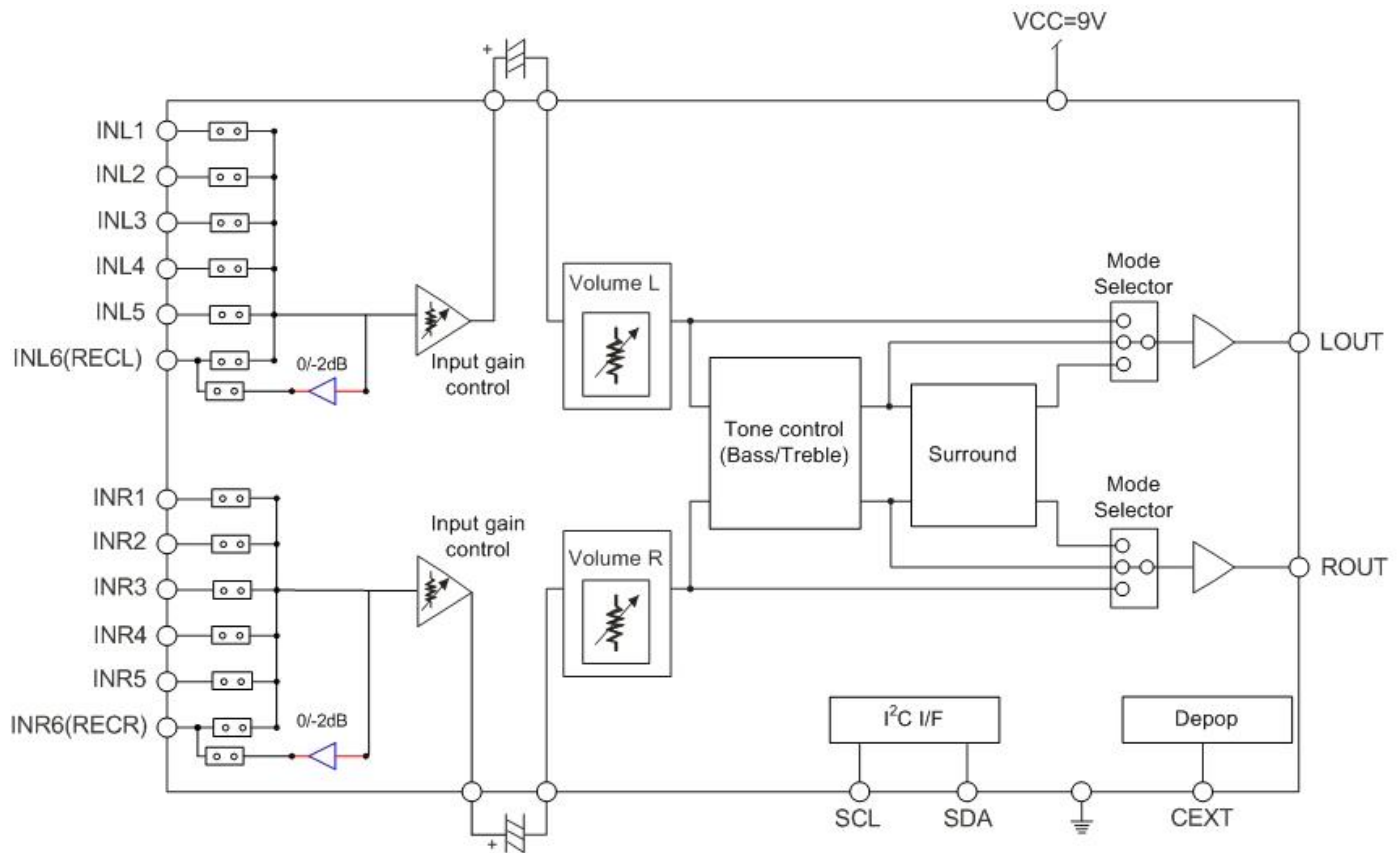 VCC=9V
+
INL1
INL2
INL3
INL4
INL5
INL6(RECL)
0/-2dB
Input gain
control
Volume L
Mode
Selector
LOUT
Tone control
(Bass/Treble)
Surround
INR1
INR2
INR3
INR4
INR5
INR6(RECR)
0/-2dB
Input gain
control
Volume R
Mode
Selector
ROUT
I²C I/F
Depop
SCL
SDA
CEXT
+